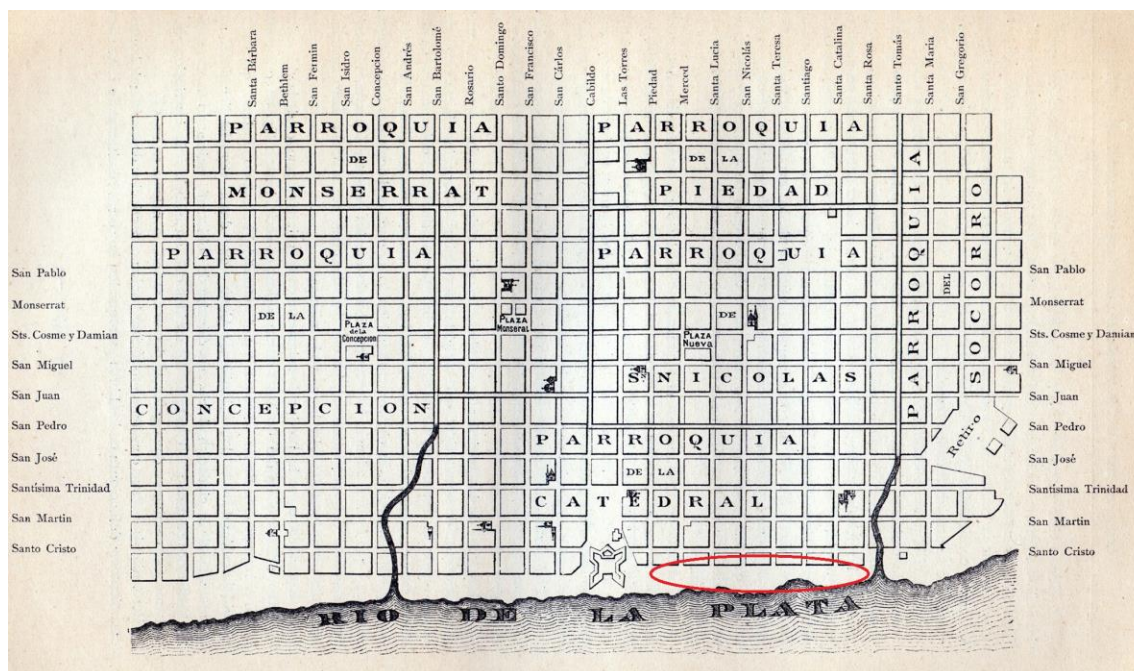 Santa Bárbara
Bethlem
San Fermin
San Isidro
Concepcion
San Andrés
San Bartolomé
Rosario
Santo Domingo
San Francisco
San Cárlos
Cabildo
Las Torres
Piedad
Merced
Santa Lucia
San Nicolás
Santa Teresa
Santiago
Santa Catalina
Santa Rosa
Santo Tomás
Santa Maria
San Gregorio
PARROQUIA
DE
MONSERRAT
PARROQUIA
DE LA
PIEDAD
PARROQUIA
DE LA
CONCEPCION
PARROQUIA
DE
S NICOLAS
PARROQUIA
DEL
SOCORRO
PLAZA
de la
Concepcion
PLAZA
Monserat
PLAZA
Nueva
PARROQUIA
DE LA
CATEDRAL
Retiro
San Pablo
Monserrat
Sts. Cosme y Damian
San Miguel
San Juan
San Pedro
San José
Santísima Trinidad
San Martin
Santo Cristo
San Pablo
Monserrat
Sts. Cosme y Damian
San Miguel
San Juan
San Pedro
San José
Santísima Trinidad
San Martin
Santo Cristo
RIO DE LA PLATA